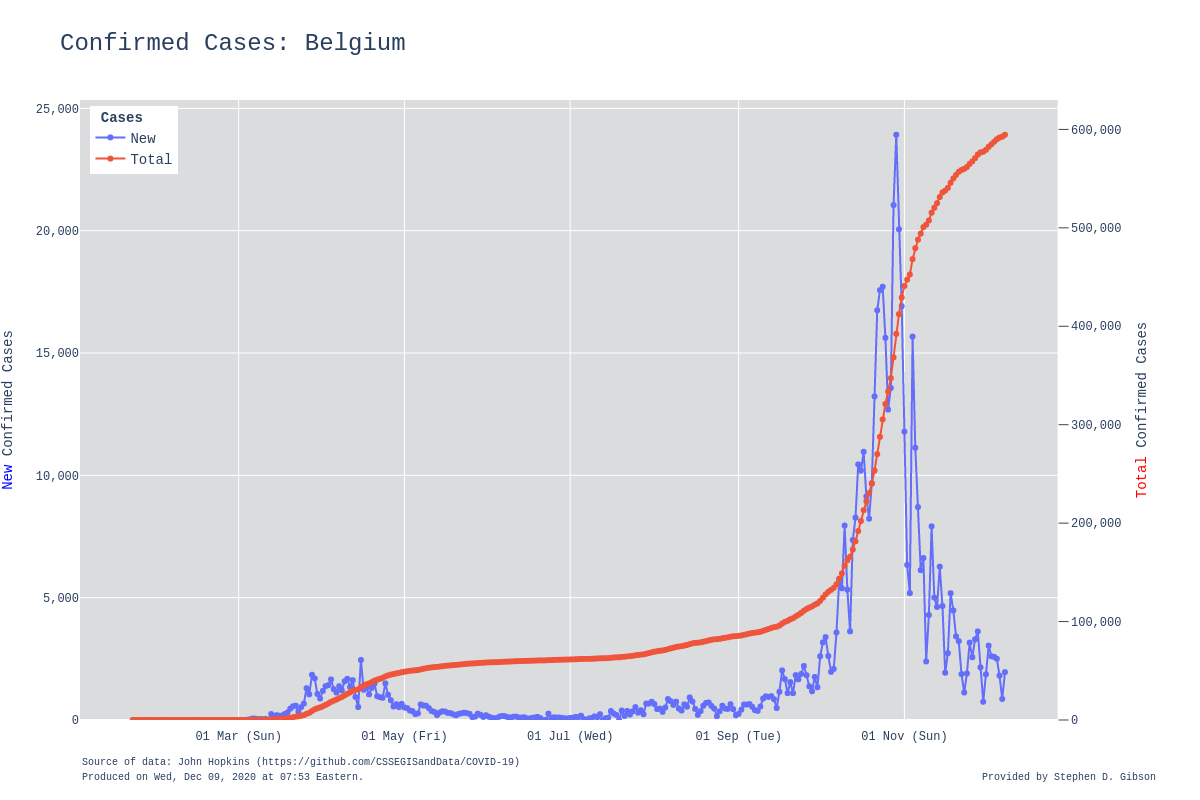 Confirmed Cases: Belgium
Cases
New
Total
25,000
20,000
15,000
10,000
5,000
0
New Confirmed Cases
600,000
500,000
400,000
300,000
200,000
100,000
0
Total Confirmed Cases
01 Mar (Sun)
01 May (Fri)
01 Jul (Wed)
01 Sep (Tue)
01 Nov (Sun)
Source of data: John Hopkins (https://github.com/CSSEGISandData/COVID-19)
Produced on Wed, Dec 09, 2020 at 07:53 Eastern.
Provided by Stephen D. Gibson